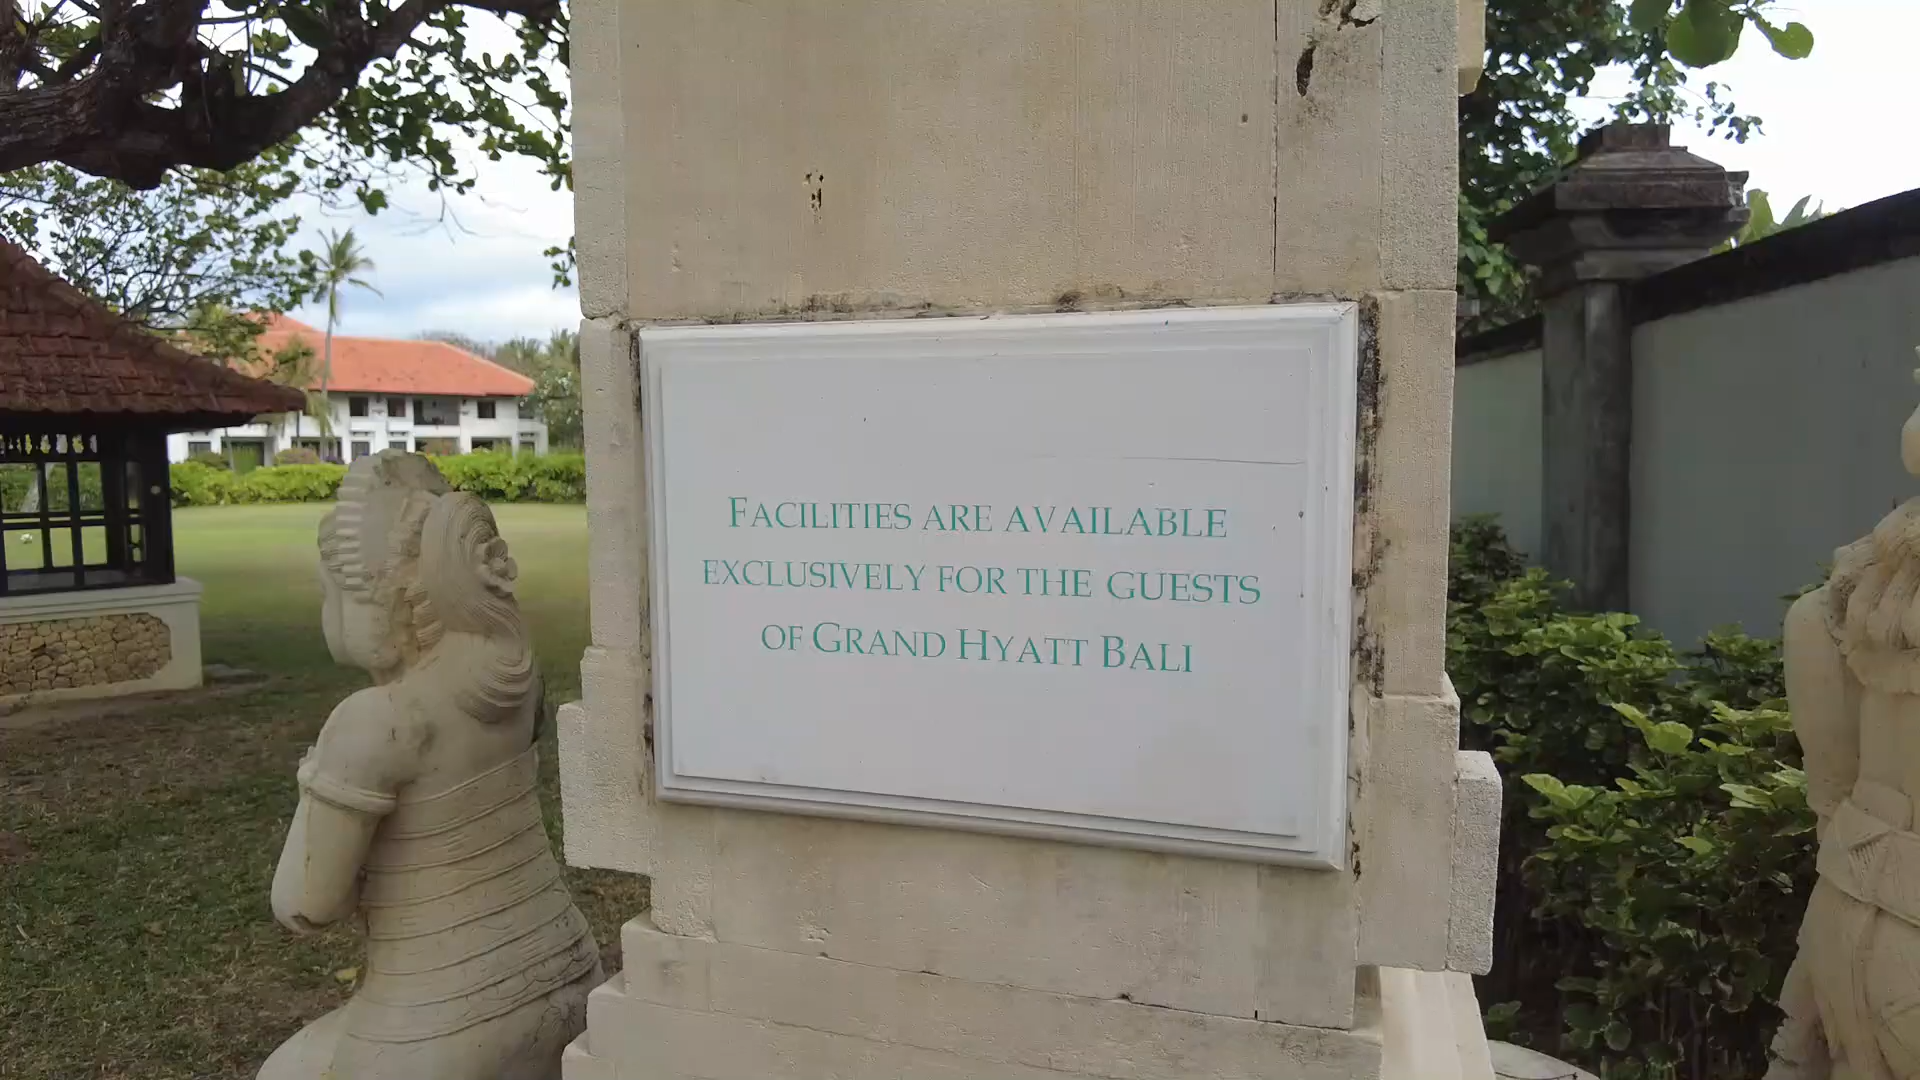 FACILITIES ARE AVAILABLE
EXCLUSIVELY FOR THE GUESTS
OF GRAND HYATT BALI